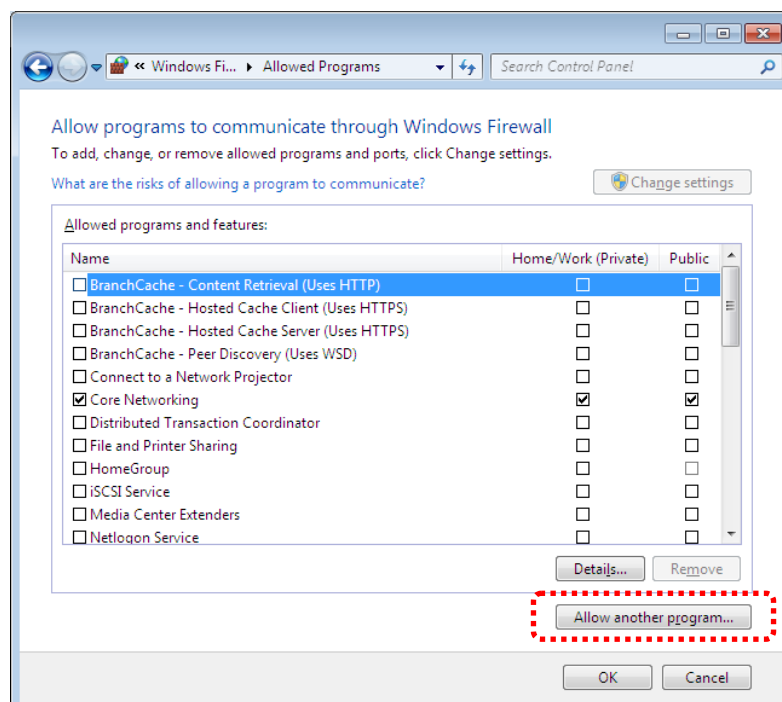 « Windows Fi... ▸ Allowed Programs
Search Control Panel
Allow programs to communicate through Windows Firewall
To add, change, or remove allowed programs and ports, click Change settings.
What are the risks of allowing a program to communicate?
Change settings
Allowed programs and features:
Name Home/Work (Private) Public
BranchCache - Content Retrieval (Uses HTTP)
BranchCache - Hosted Cache Client (Uses HTTPS)
BranchCache - Hosted Cache Server (Uses HTTPS)
BranchCache - Peer Discovery (Uses WSD)
Connect to a Network Projector
Core Networking
Distributed Transaction Coordinator
File and Printer Sharing
HomeGroup
iSCSI Service
Media Center Extenders
Netlogon Service
Details... Remove
Allow another program...
OK Cancel